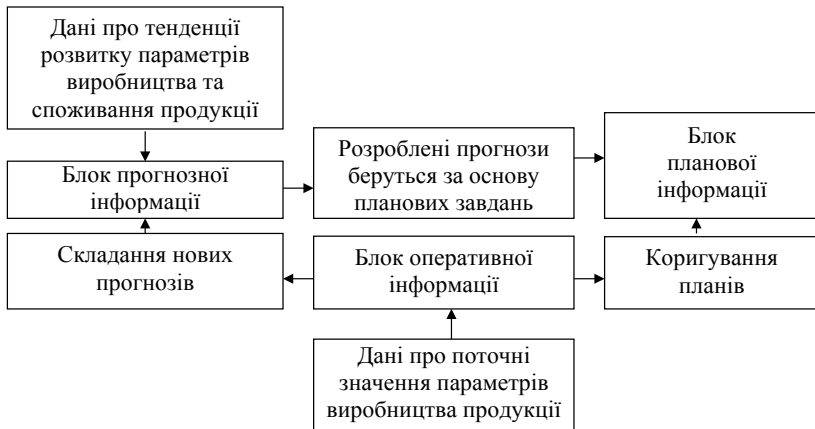 Дані про тенденції
розвитку параметрів
виробництва та
споживання продукції
Блок прогнозної
інформації
Розроблені прогнози
беруться за основу
планових завдань
Блок
планової
інформації
Складання нових
прогнозів
Блок оперативної
інформації
Коригування
планів
Дані про поточні
значення параметрів
виробництва продукції